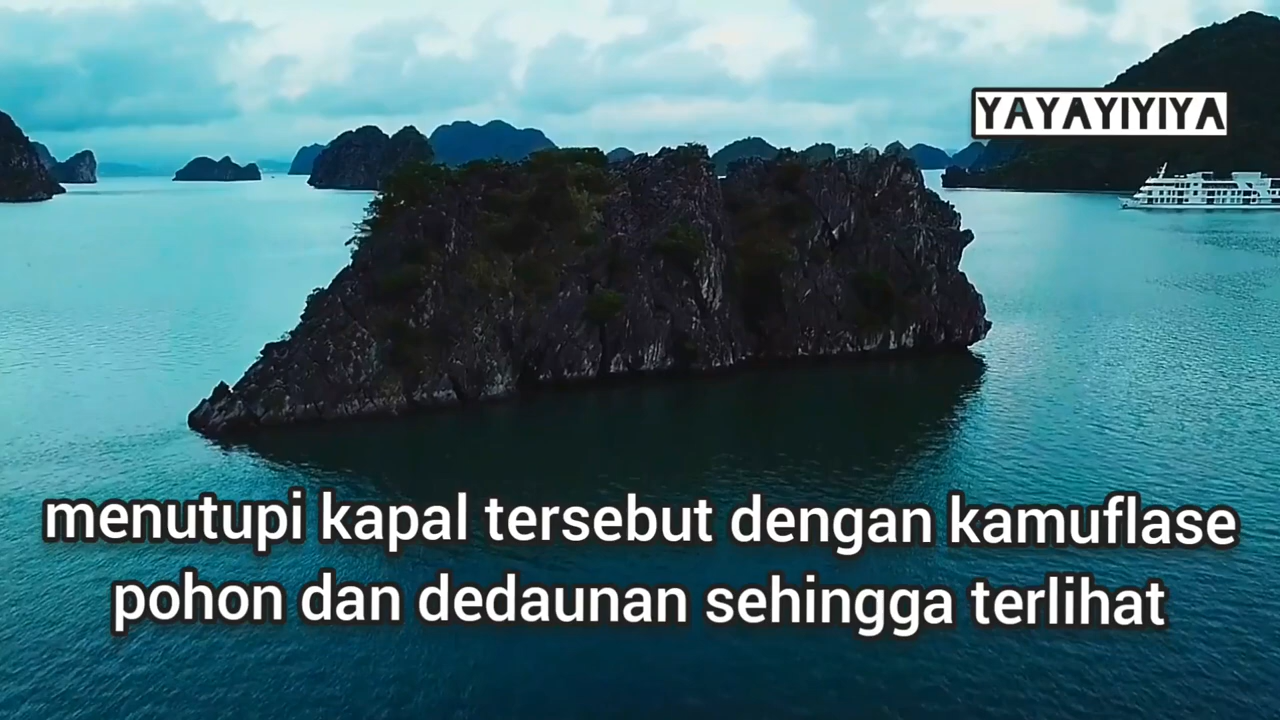 YAYAYIYIYA
menutupi kapal tersebut dengan kamuflase
pohon dan dedaunan sehingga terlihat